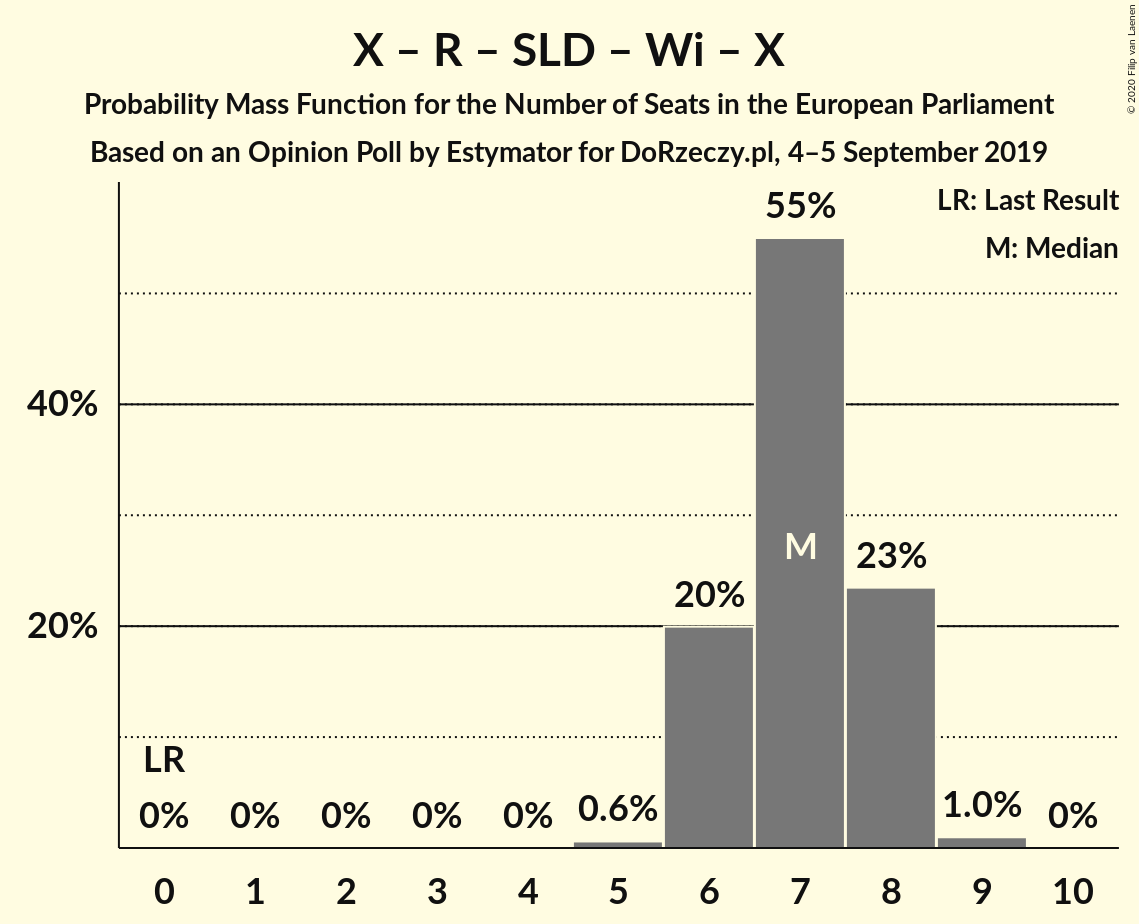 X – R – SLD – Wi – X
Probability Mass Function for the Number of Seats in the European Parliament
Based on an Opinion Poll by Estymator for DoRzeczy.pl, 4–5 September 2019
© 2020 Filip van Laenen
LR: Last Result
M: Median
55%
40%
M
23%
20%
20%
LR
0%
0%
0%
0%
0%
0.6%
1.0%
0%
0 1 2 3 4 5 6 7 8 9 10